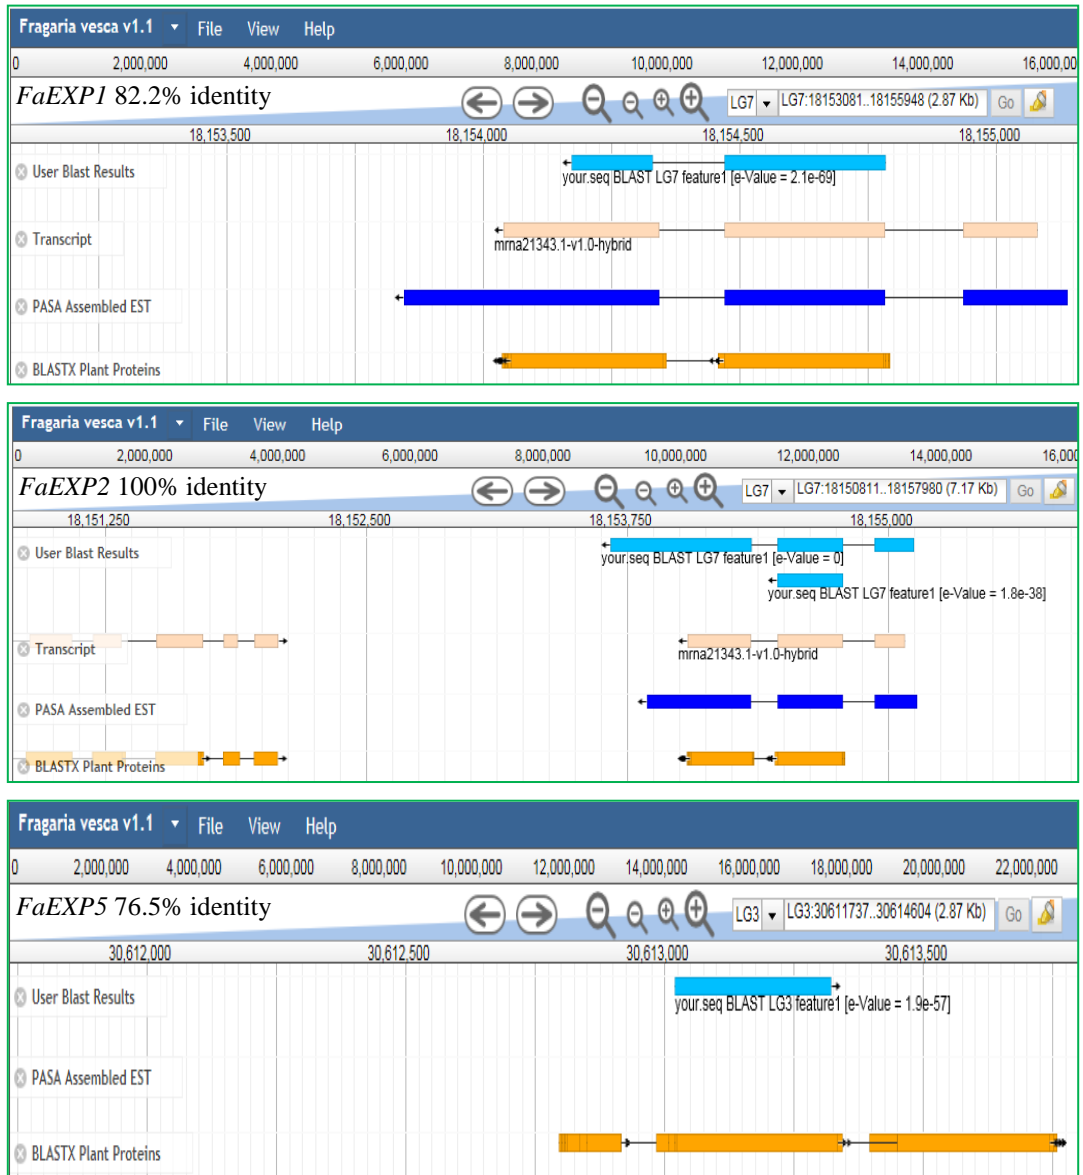 Fragaria vesca v1.1 File View Help
0 2,000,000 4,000,000 6,000,000 8,000,000 10,000,000 12,000,000 14,000,000 16,000,00
FaEXP1 82.2% identity LG7 LG7:18153081..18155948 (2.87 Kb) Go
18,153,500 18,154,000 18,154,500 18,155,000
User Blast Results
your.seq BLAST LG7 feature1 [e-Value = 2.1e-69]
Transcript
mrna21343.1-v1.0-hybrid
PASA Assembled EST
BLASTX Plant Proteins
Fragaria vesca v1.1 File View Help
0 2,000,000 4,000,000 6,000,000 8,000,000 10,000,000 12,000,000 14,000,000 16,000
FaEXP2 100% identity LG7 LG7:18150811..18157980 (7.17 Kb) Go
18,151,250 18,152,500 18,153,750 18,155,000
User Blast Results
your.seq BLAST LG7 feature1 [e-Value = 0]
your.seq BLAST LG7 feature1 [e-Value = 1.8e-38]
Transcript
mrna21343.1-v1.0-hybrid
PASA Assembled EST
BLASTX Plant Proteins
Fragaria vesca v1.1 File View Help
0 2,000,000 4,000,000 6,000,000 8,000,000 10,000,000 12,000,000 14,000,000 16,000,000 18,000,000 20,000,000 22,000,000
FaEXP5 76.5% identity LG3 LG3:30611737..30614604 (2.87 Kb) Go
30,612,000 30,612,500 30,613,000 30,613,500
User Blast Results
your.seq BLAST LG3 feature1 [e-Value = 1.9e-57]
PASA Assembled EST
BLASTX Plant Proteins